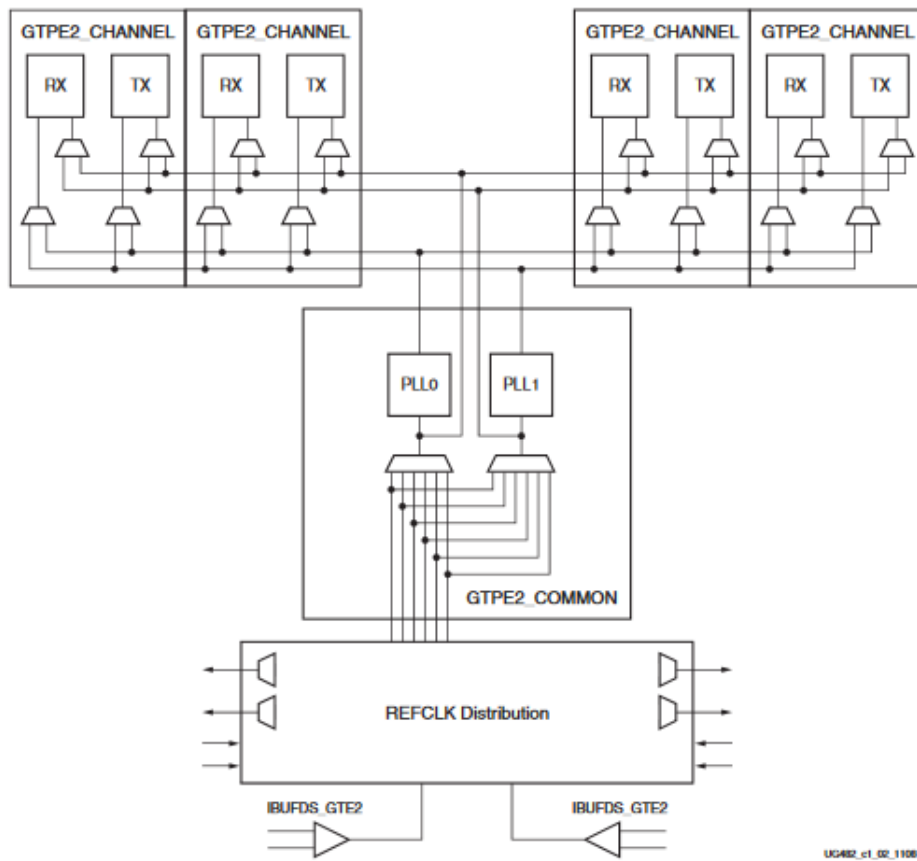 GTPE2_CHANNEL GTPE2_CHANNEL GTPE2_CHANNEL GTPE2_CHANNEL
RX TX RX TX RX TX RX TX
PLL0 PLL1
GTPE2_COMMON
REFCLK Distribution
IBUFDS_GTE2 IBUFDS_GTE2
UG482_c1_02_1108